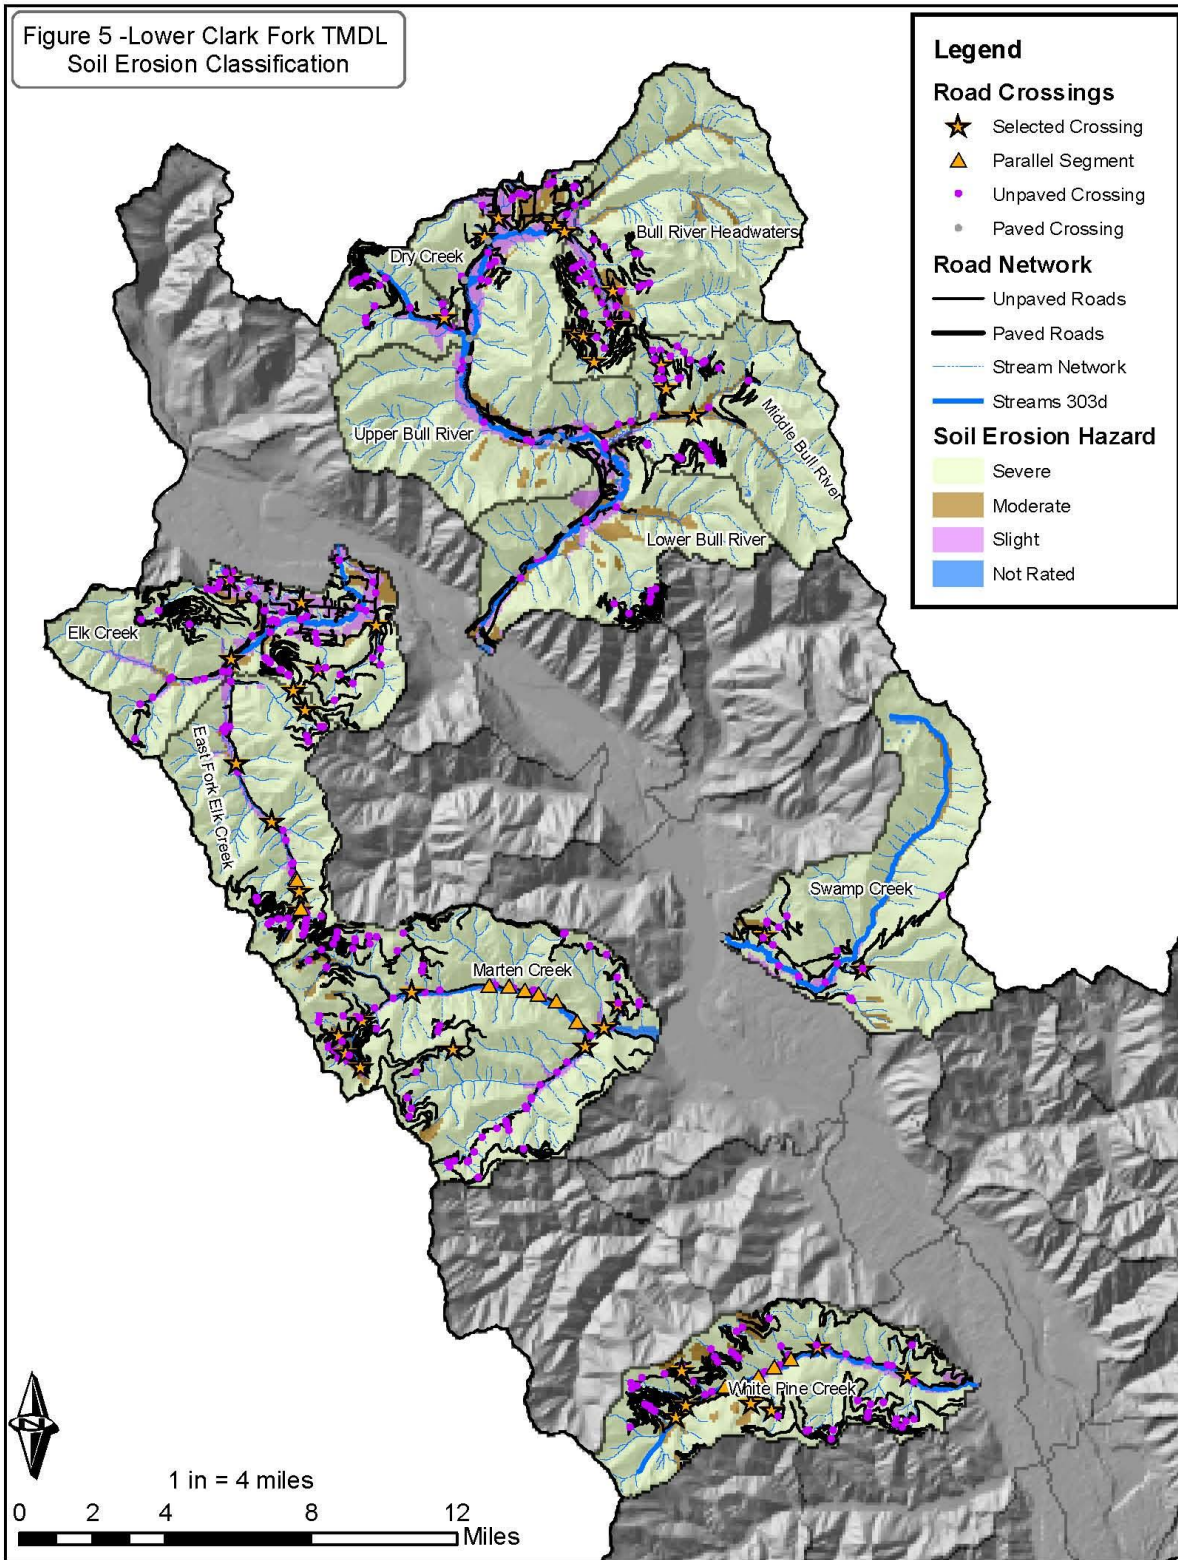 Figure 5 -Lower Clark Fork TMDL
Soil Erosion Classification
Legend
Road Crossings
Selected Crossing
Parallel Segment
Unpaved Crossing
Paved Crossing
Road Network
Unpaved Roads
Paved Roads
Stream Network
Streams 303d
Soil Erosion Hazard
Severe
Moderate
Slight
Not Rated
Bull River Headwaters
Dry Creek
Upper Bull River
Middle Bull River
Lower Bull River
Elk Creek
East Fork Elk Creek
Swamp Creek
Marten Creek
White Pine Creek
N
1 in = 4 miles
0 2 4 8 12
Miles